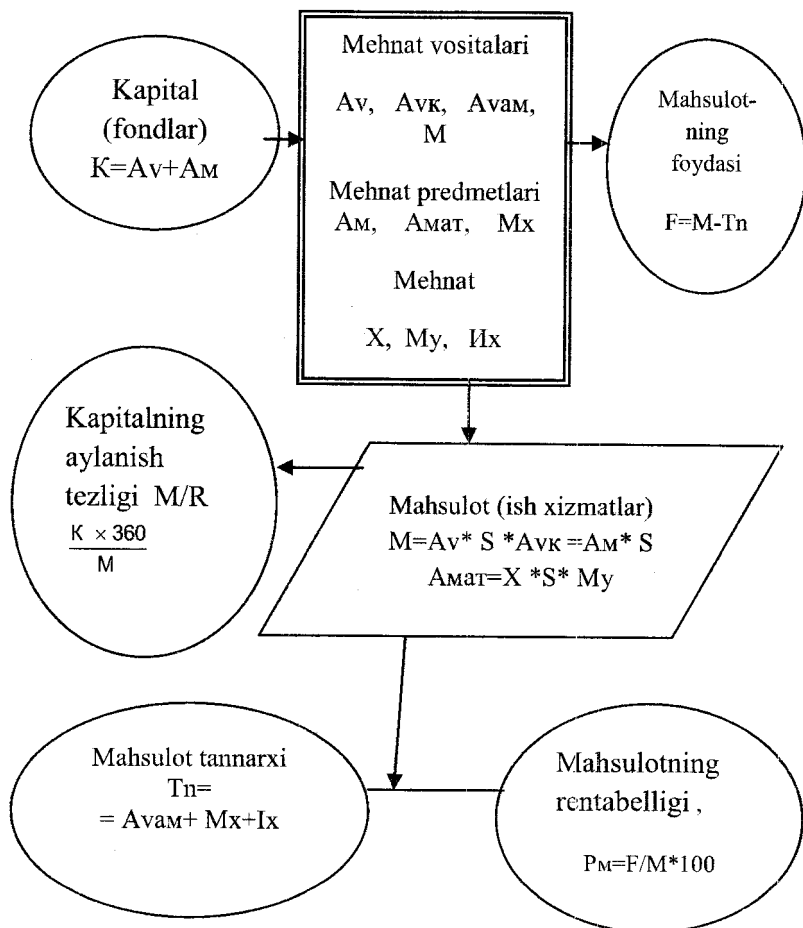 Kapital
(fondlar)
К=Av+Aм
Mehnat vositalari
Av, Avк, Avaм,
М
Mehnat predmetlari
Aм, Aмат, Мх
Mehnat
X, My, Их
Mahsulot-
ning
foydasi
F=M-Tn
Kapitalning
aylanish
tezligi M/R
К × 360
М
Mahsulot (ish xizmatlar)
M=Av* S *Avк =Aм* S
Aмат=X *S* My
Mahsulot tannarxi
Tn=
= Avaм+ Mx+Ix
Mahsulotning
rentabelligi ,
Pм=F/M*100